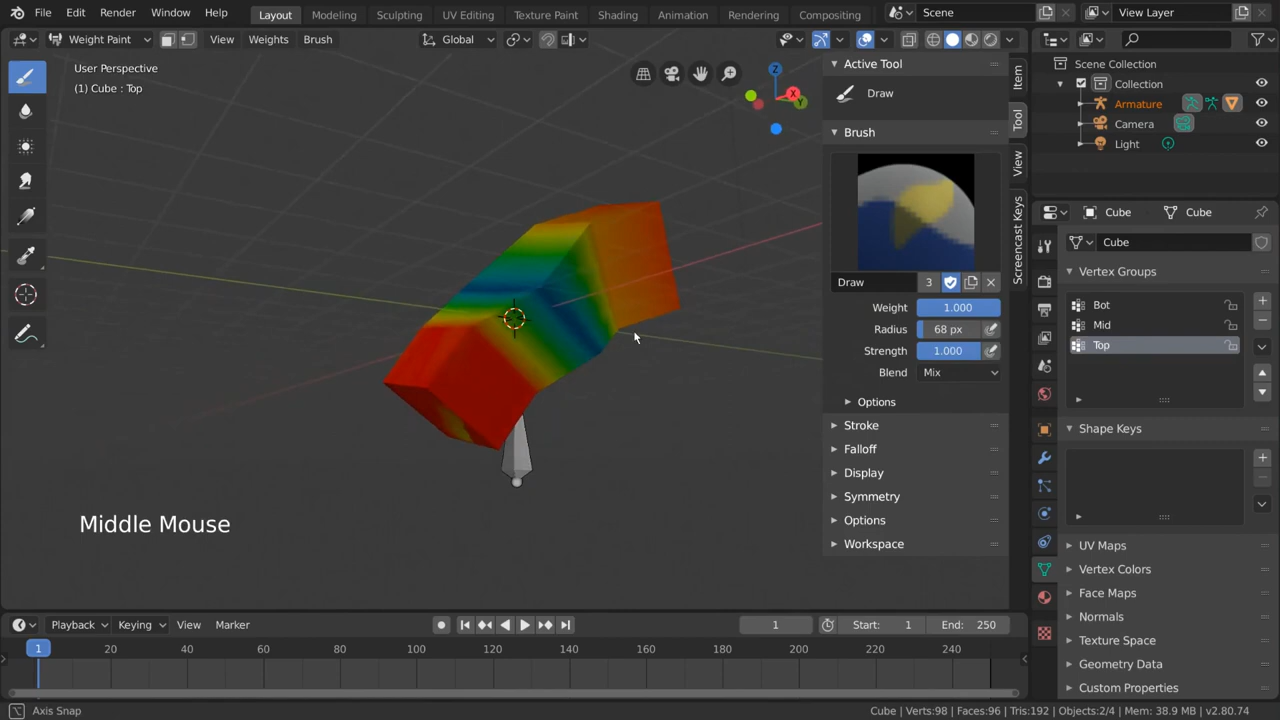 File Edit Render Window Help Layout Modeling Sculpting UV Editing Texture Paint Shading Animation Rendering Compositing Scene View Layer
Weight Paint View Weights Brush Global
User Perspective
(1) Cube : Top
Active Tool
Draw
Brush
Draw 3
Weight 1.000
Radius 68 px
Strength 1.000
Blend Mix
Options
Stroke
Falloff
Display
Symmetry
Options
Workspace
Item
Tool
View
Screencast Keys
Scene Collection
Collection
Armature
Camera
Light
Cube Cube
Cube
Vertex Groups
Bot
Mid
Top
Shape Keys
UV Maps
Vertex Colors
Face Maps
Normals
Texture Space
Geometry Data
Custom Properties
X
Y
Z
Middle Mouse
Playback Keying View Marker 1 Start: 1 End: 250
1 20 40 60 80 100 120 140 160 180 200 220 240
Axis Snap Cube | Verts:98 | Faces:96 | Tris:192 | Objects:2/4 | Mem: 38.9 MB | v2.80.74